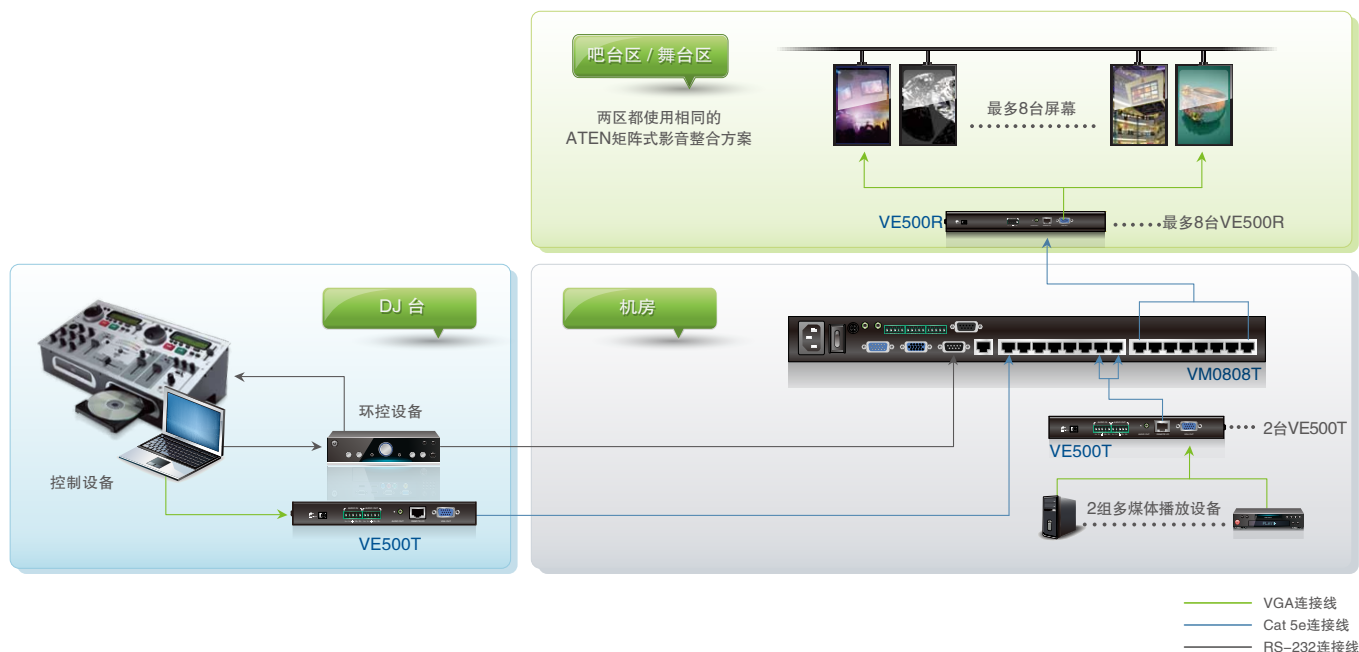 吧台区 / 舞台区
两区都使用相同的
ATEN矩阵式影音整合方案
最多8台屏幕
VE500R
最多8台VE500R
DJ 台
环控设备
控制设备
VE500T
机房
VM0808T
2台VE500T
VE500T
2组多媒体播放设备
VGA连接线
Cat 5e连接线
RS-232连接线